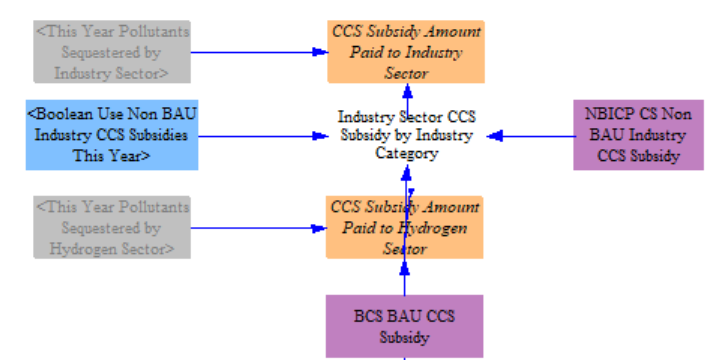 <This Year Pollutants
Sequestered by
Industry Sector>
CCS Subsidy Amount
Paid to Industry
Sector
<Boolean Use Non BAU
Industry CCS Subsidies
This Year>
Industry Sector CCS
Subsidy by Industry
Category
NBICP CS Non
BAU Industry
CCS Subsidy
<This Year Pollutants
Sequestered by
Hydrogen Sector>
CCS Subsidy Amount
Paid to Hydrogen
Sector
BCS BAU CCS
Subsidy